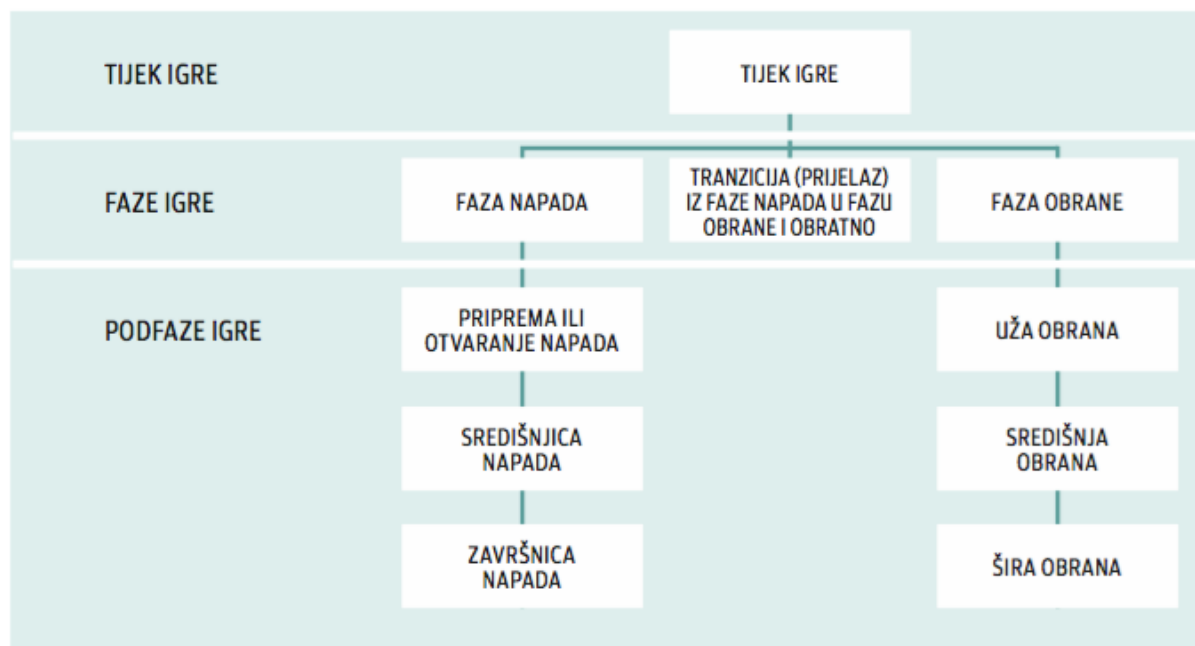 TIJEK IGRE
TIJEK IGRE
FAZE IGRE
FAZA NAPADA
TRANZICIJA (PRIJELAZ)
IZ FAZE NAPADA U FAZU
OBRANE I OBRATNO
FAZA OBRANE
PODFAZE IGRE
PRIPREMA ILI
OTVARANJE NAPADA
UŽA OBRANA
SREDIŠNJICA
NAPADA
SREDIŠNJA
OBRANA
ZAVRŠNICA
NAPADA
ŠIRA OBRANA